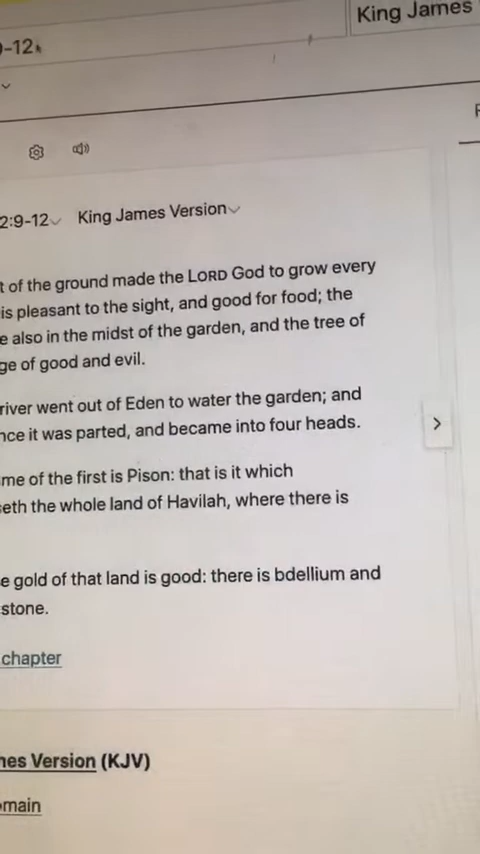 King James
9-12
2:9-12 King James Version
t of the ground made the LORD God to grow every
is pleasant to the sight, and good for food; the
e also in the midst of the garden, and the tree of
ge of good and evil.
river went out of Eden to water the garden; and
nce it was parted, and became into four heads.
me of the first is Pison: that is it which
seth the whole land of Havilah, where there is
e gold of that land is good: there is bdellium and
stone.
chapter
mes Version (KJV)
omain